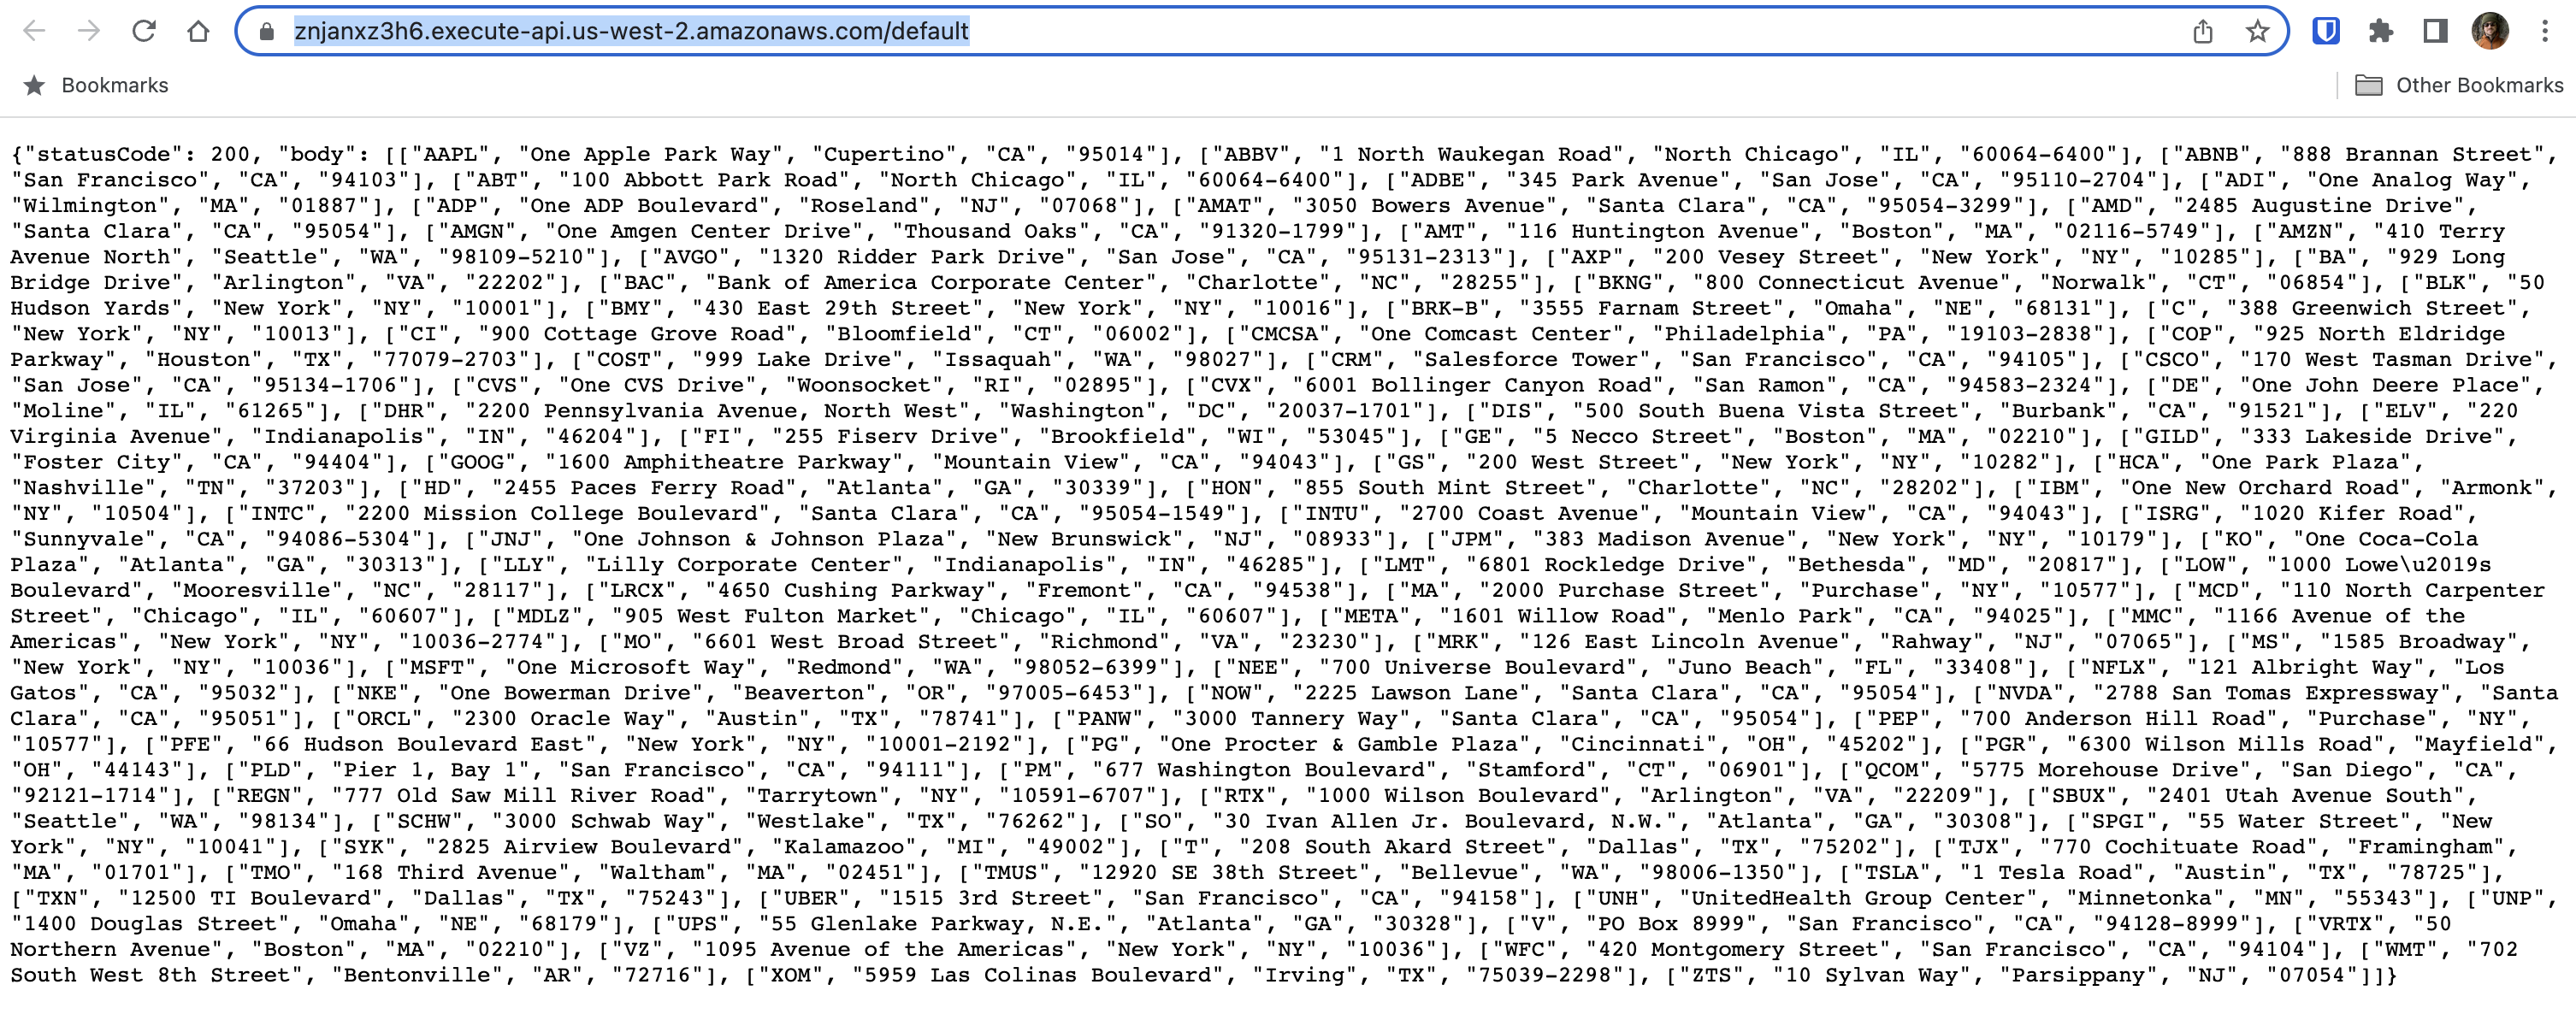 znjanxz3h6.execute-api.us-west-2.amazonaws.com/default
Bookmarks
Other Bookmarks
{"statusCode": 200, "body": [["AAPL", "One Apple Park Way", "Cupertino", "CA", "95014"], ["ABBV", "1 North Waukegan Road", "North Chicago", "IL", "60064-6400"], ["ABNB", "888 Brannan Street",
"San Francisco", "CA", "94103"], ["ABT", "100 Abbott Park Road", "North Chicago", "IL", "60064-6400"], ["ADBE", "345 Park Avenue", "San Jose", "CA", "95110-2704"], ["ADI", "One Analog Way",
"Wilmington", "MA", "01887"], ["ADP", "One ADP Boulevard", "Roseland", "NJ", "07068"], ["AMAT", "3050 Bowers Avenue", "Santa Clara", "CA", "95054-3299"], ["AMD", "2485 Augustine Drive",
"Santa Clara", "CA", "95054"], ["AMGN", "One Amgen Center Drive", "Thousand Oaks", "CA", "91320-1799"], ["AMT", "116 Huntington Avenue", "Boston", "MA", "02116-5749"], ["AMZN", "410 Terry
Avenue North", "Seattle", "WA", "98109-5210"], ["AVGO", "1320 Ridder Park Drive", "San Jose", "CA", "95131-2313"], ["AXP", "200 Vesey Street", "New York", "NY", "10285"], ["BA", "929 Long
Bridge Drive", "Arlington", "VA", "22202"], ["BAC", "Bank of America Corporate Center", "Charlotte", "NC", "28255"], ["BKNG", "800 Connecticut Avenue", "Norwalk", "CT", "06854"], ["BLK", "50
Hudson Yards", "New York", "NY", "10001"], ["BMY", "430 East 29th Street", "New York", "NY", "10016"], ["BRK-B", "3555 Farnam Street", "Omaha", "NE", "68131"], ["C", "388 Greenwich Street",
"New York", "NY", "10013"], ["CI", "900 Cottage Grove Road", "Bloomfield", "CT", "06002"], ["CMCSA", "One Comcast Center", "Philadelphia", "PA", "19103-2838"], ["COP", "925 North Eldridge
Parkway", "Houston", "TX", "77079-2703"], ["COST", "999 Lake Drive", "Issaquah", "WA", "98027"], ["CRM", "Salesforce Tower", "San Francisco", "CA", "94105"], ["CSCO", "170 West Tasman Drive",
"San Jose", "CA", "95134-1706"], ["CVS", "One CVS Drive", "Woonsocket", "RI", "02895"], ["CVX", "6001 Bollinger Canyon Road", "San Ramon", "CA", "94583-2324"], ["DE", "One John Deere Place",
"Moline", "IL", "61265"], ["DHR", "2200 Pennsylvania Avenue, North West", "Washington", "DC", "20037-1701"], ["DIS", "500 South Buena Vista Street", "Burbank", "CA", "91521"], ["ELV", "220
Virginia Avenue", "Indianapolis", "IN", "46204"], ["FI", "255 Fiserv Drive", "Brookfield", "WI", "53045"], ["GE", "5 Necco Street", "Boston", "MA", "02210"], ["GILD", "333 Lakeside Drive",
"Foster City", "CA", "94404"], ["GOOG", "1600 Amphitheatre Parkway", "Mountain View", "CA", "94043"], ["GS", "200 West Street", "New York", "NY", "10282"], ["HCA", "One Park Plaza",
"Nashville", "TN", "37203"], ["HD", "2455 Paces Ferry Road", "Atlanta", "GA", "30339"], ["HON", "855 South Mint Street", "Charlotte", "NC", "28202"], ["IBM", "One New Orchard Road", "Armonk",
"NY", "10504"], ["INTC", "2200 Mission College Boulevard", "Santa Clara", "CA", "95054-1549"], ["INTU", "2700 Coast Avenue", "Mountain View", "CA", "94043"], ["ISRG", "1020 Kifer Road",
"Sunnyvale", "CA", "94086-5304"], ["JNJ", "One Johnson & Johnson Plaza", "New Brunswick", "NJ", "08933"], ["JPM", "383 Madison Avenue", "New York", "NY", "10179"], ["KO", "One Coca-Cola
Plaza", "Atlanta", "GA", "30313"], ["LLY", "Lilly Corporate Center", "Indianapolis", "IN", "46285"], ["LMT", "6801 Rockledge Drive", "Bethesda", "MD", "20817"], ["LOW", "1000 Lowe\u2019s
Boulevard", "Mooresville", "NC", "28117"], ["LRCX", "4650 Cushing Parkway", "Fremont", "CA", "94538"], ["MA", "2000 Purchase Street", "Purchase", "NY", "10577"], ["MCD", "110 North Carpenter
Street", "Chicago", "IL", "60607"], ["MDLZ", "905 West Fulton Market", "Chicago", "IL", "60607"], ["META", "1601 Willow Road", "Menlo Park", "CA", "94025"], ["MMC", "1166 Avenue of the
Americas", "New York", "NY", "10036-2774"], ["MO", "6601 West Broad Street", "Richmond", "VA", "23230"], ["MRK", "126 East Lincoln Avenue", "Rahway", "NJ", "07065"], ["MS", "1585 Broadway",
"New York", "NY", "10036"], ["MSFT", "One Microsoft Way", "Redmond", "WA", "98052-6399"], ["NEE", "700 Universe Boulevard", "Juno Beach", "FL", "33408"], ["NFLX", "121 Albright Way", "Los
Gatos", "CA", "95032"], ["NKE", "One Bowerman Drive", "Beaverton", "OR", "97005-6453"], ["NOW", "2225 Lawson Lane", "Santa Clara", "CA", "95054"], ["NVDA", "2788 San Tomas Expressway", "Santa
Clara", "CA", "95051"], ["ORCL", "2300 Oracle Way", "Austin", "TX", "78741"], ["PANW", "3000 Tannery Way", "Santa Clara", "CA", "95054"], ["PEP", "700 Anderson Hill Road", "Purchase", "NY",
"10577"], ["PFE", "66 Hudson Boulevard East", "New York", "NY", "10001-2192"], ["PG", "One Procter & Gamble Plaza", "Cincinnati", "OH", "45202"], ["PGR", "6300 Wilson Mills Road", "Mayfield",
"OH", "44143"], ["PLD", "Pier 1, Bay 1", "San Francisco", "CA", "94111"], ["PM", "677 Washington Boulevard", "Stamford", "CT", "06901"], ["QCOM", "5775 Morehouse Drive", "San Diego", "CA",
"92121-1714"], ["REGN", "777 Old Saw Mill River Road", "Tarrytown", "NY", "10591-6707"], ["RTX", "1000 Wilson Boulevard", "Arlington", "VA", "22209"], ["SBUX", "2401 Utah Avenue South",
"Seattle", "WA", "98134"], ["SCHW", "3000 Schwab Way", "Westlake", "TX", "76262"], ["SO", "30 Ivan Allen Jr. Boulevard, N.W.", "Atlanta", "GA", "30308"], ["SPGI", "55 Water Street", "New
York", "NY", "10041"], ["SYK", "2825 Airview Boulevard", "Kalamazoo", "MI", "49002"], ["T", "208 South Akard Street", "Dallas", "TX", "75202"], ["TJX", "770 Cochituate Road", "Framingham",
"MA", "01701"], ["TMO", "168 Third Avenue", "Waltham", "MA", "02451"], ["TMUS", "12920 SE 38th Street", "Bellevue", "WA", "98006-1350"], ["TSLA", "1 Tesla Road", "Austin", "TX", "78725"],
["TXN", "12500 TI Boulevard", "Dallas", "TX", "75243"], ["UBER", "1515 3rd Street", "San Francisco", "CA", "94158"], ["UNH", "UnitedHealth Group Center", "Minnetonka", "MN", "55343"], ["UNP",
"1400 Douglas Street", "Omaha", "NE", "68179"], ["UPS", "55 Glenlake Parkway, N.E.", "Atlanta", "GA", "30328"], ["V", "PO Box 8999", "San Francisco", "CA", "94128-8999"], ["VRTX", "50
Northern Avenue", "Boston", "MA", "02210"], ["VZ", "1095 Avenue of the Americas", "New York", "NY", "10036"], ["WFC", "420 Montgomery Street", "San Francisco", "CA", "94104"], ["WMT", "702
South West 8th Street", "Bentonville", "AR", "72716"], ["XOM", "5959 Las Colinas Boulevard", "Irving", "TX", "75039-2298"], ["ZTS", "10 Sylvan Way", "Parsippany", "NJ", "07054"]]}